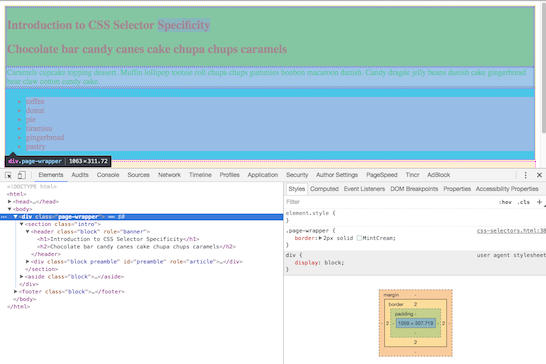 Introduction to CSS Selector Specificity
Chocolate bar candy canes cake chupa chups caramels
Caramels cupcake topping dessert. Muffin lollipop tootsie roll chupa chups gummies bonbon macaroon danish. Candy dragée jelly beans danish cake gingerbread
bear claw cotton candy cake.
toffee
donut
pie
tiramisu
gingerbread
pastry
div.page-wrapper | 1063 × 311.72
Elements Audits Console Sources Network Timeline Profiles Application Security Author Settings PageSpeed Tincr AdBlock
<!DOCTYPE html>
<html>
<head>…</head>
<body>
<div class="page-wrapper"> == $0
<section class="intro">
<header class="block" role="banner">
<h1>Introduction to CSS Selector Specificity</h1>
<h2>Chocolate bar candy canes cake chupa chups caramels</h2>
</header>
<div class="block preamble" id="preamble" role="article">…</div>
</section>
<aside class="block">…</aside>
</div>
<footer class="block">…</footer>
</body>
</html>
Styles Computed Event Listeners DOM Breakpoints Properties Accessibility Properties
Filter :hov .cls +
element.style {
}
.page-wrapper { css-selectors.html:38
border: 2px solid MintCream;
}
div { user agent stylesheet
display: block;
}
margin -
border 2
padding -
- 2 - 1059 × 307.719 - 2 -
-
2
-